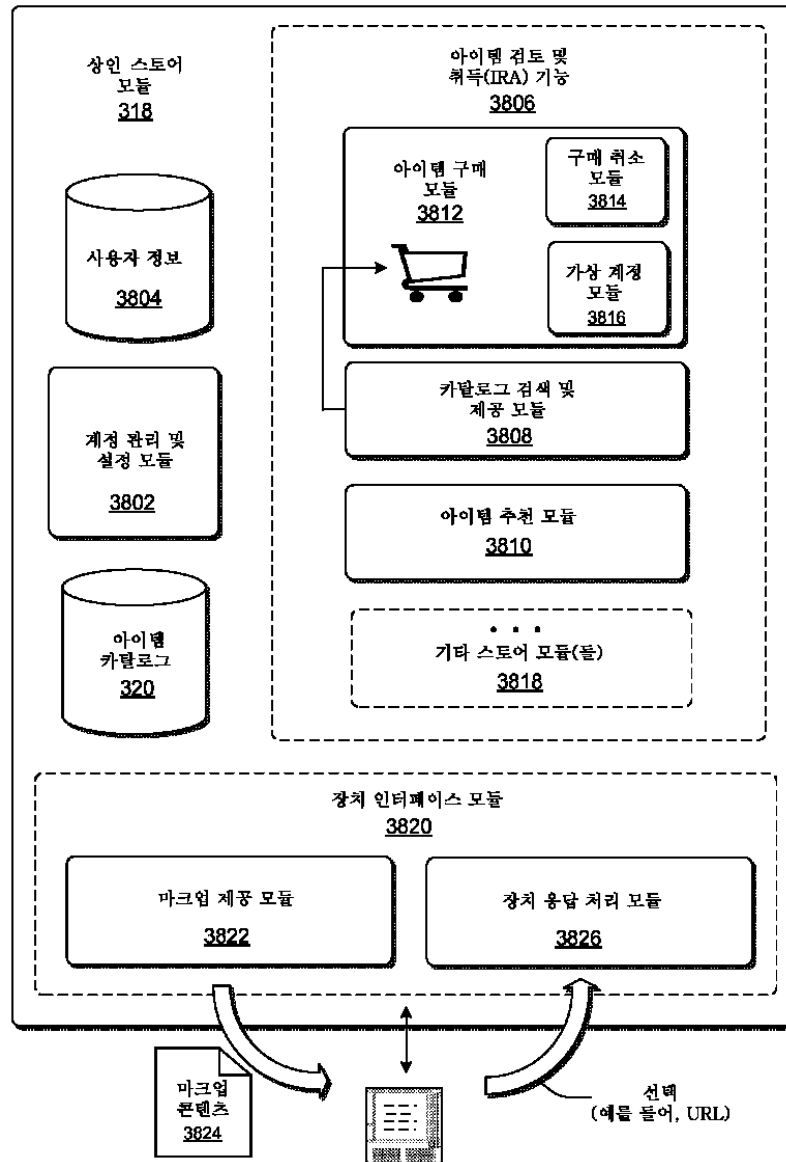 상인 스토어
모듈
318
사용자 정보
3804
계정 관리 및
설정 모듈
3802
아이템
카탈로그
320
아이템 검토 및
취득(IRA) 기능
3806
아이템 구매
모듈
3812
구매 취소
모듈
3814
가상 계정
모듈
3816
카탈로그 검색 및
제공 모듈
3808
아이템 추천 모듈
3810
• • •
기타 스토어 모듈(들)
3818
장치 인터페이스 모듈
3820
마크업 제공 모듈
3822
장치 응답 처리 모듈
3826
마크업
콘텐츠
3824
선택
(예를 들어, URL)